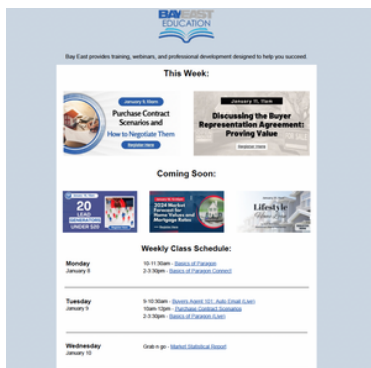 BAYEAST
EDUCATION
Bay East provides training, webinars, and professional development designed to help you succeed.
This Week:
January 9, 10am
Purchase Contract
Scenarios and
How to Negotiate Them
Register Here
January 11, 11am
Discussing the Buyer
Representation Agreement:
Proving Value
Register Here
Coming Soon:
20
LEAD
GENERATORS
UNDER $20
2024 Market
Forecast for
Home Values and
Mortgage Rates
Lifestyle
Weekly Class Schedule:
Monday
January 8
10-11:30am - Basics of Paragon
2-3:30pm - Basics of Paragon Connect
Tuesday
January 9
9-10:30am - Buyers Agent 101, Auto Email (Live)
10am-12pm - Purchase Contract Scenarios
2-3:30pm - Basics of Paragon (Live)
Wednesday
January 10
Grab n go - Market Statistical Report